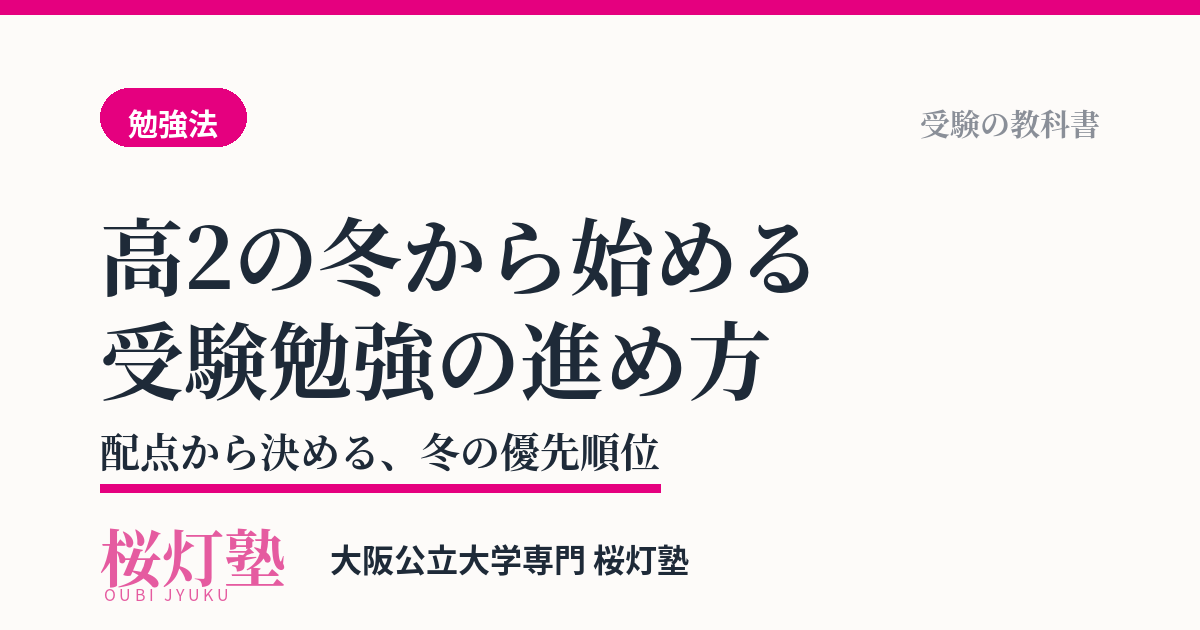 勉強法
受験の教科書
高2の冬から始める
受験勉強の進め方
配点から決める、冬の優先順位
桜灯塾
OUBI JYUKU
大阪公立大学専門 桜灯塾